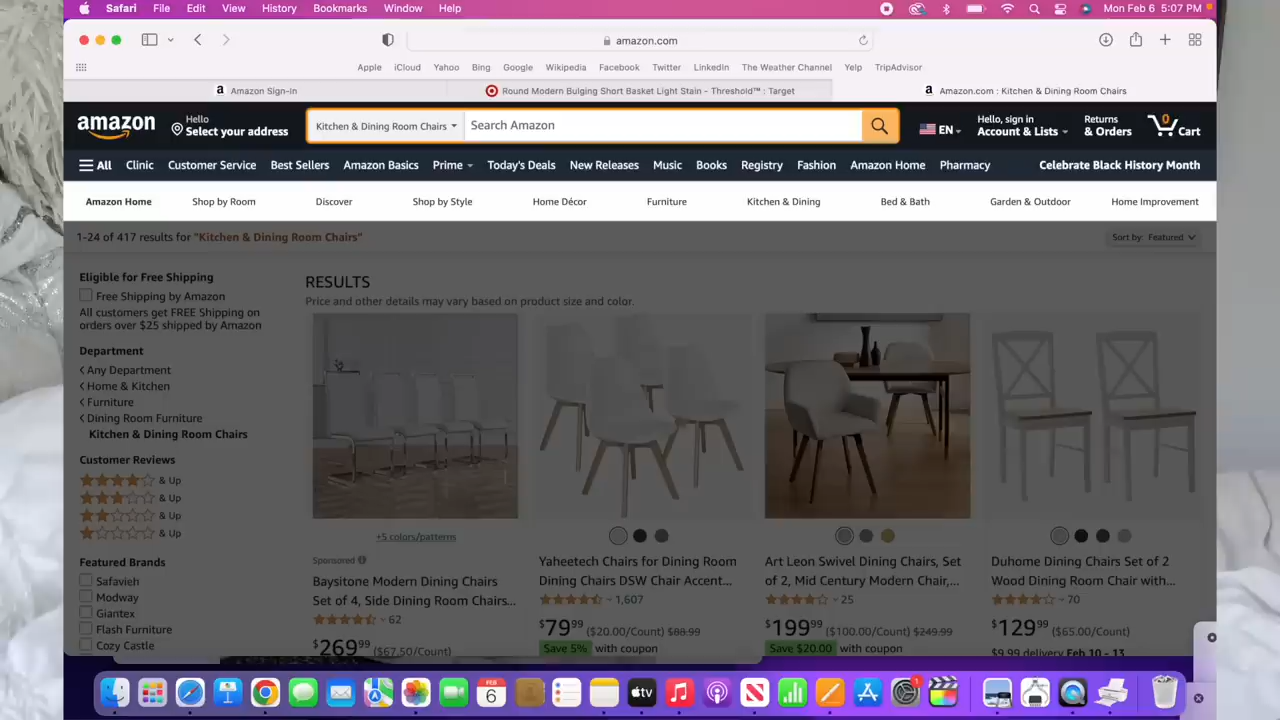 Safari File Edit View History Bookmarks Window Help Mon Feb 6 5:07 PM
amazon.com
Apple iCloud Yahoo Bing Google Wikipedia Facebook Twitter LinkedIn The Weather Channel Yelp TripAdvisor
Amazon Sign-In Round Modern Bulging Short Basket Light Stain - Threshold™ : Target Amazon.com : Kitchen & Dining Room Chairs
amazon Hello Select your address Kitchen & Dining Room Chairs Search Amazon EN Hello, sign in Account & Lists Returns & Orders 0 Cart
All Clinic Customer Service Best Sellers Amazon Basics Prime Today's Deals New Releases Music Books Registry Fashion Amazon Home Pharmacy Celebrate Black History Month
Amazon Home Shop by Room Discover Shop by Style Home Décor Furniture Kitchen & Dining Bed & Bath Garden & Outdoor Home Improvement
1-24 of 417 results for "Kitchen & Dining Room Chairs" Sort by: Featured
Eligible for Free Shipping
Free Shipping by Amazon
All customers get FREE Shipping on
orders over $25 shipped by Amazon
Department
Any Department
Home & Kitchen
Furniture
Dining Room Furniture
Kitchen & Dining Room Chairs
Customer Reviews
& Up
& Up
& Up
& Up
Featured Brands
Safavieh
Modway
Giantex
Flash Furniture
Cozy Castle
RESULTS
Price and other details may vary based on product size and color.
+5 colors/patterns
Sponsored
Baysitone Modern Dining Chairs
Set of 4, Side Dining Room Chairs...
62
$269.99 ($67.50/Count)
Yaheetech Chairs for Dining Room
Dining Chairs DSW Chair Accent...
1,607
$79.99 ($20.00/Count) $88.99
Save 5% with coupon
Art Leon Swivel Dining Chairs, Set
of 2, Mid Century Modern Chair,...
25
$199.99 ($100.00/Count) $249.99
Save $20.00 with coupon
Duhome Dining Chairs Set of 2
Wood Dining Room Chair with...
70
$129.99 ($65.00/Count)
$9.99 delivery Feb 10 - 13
FEB
6
tv
1